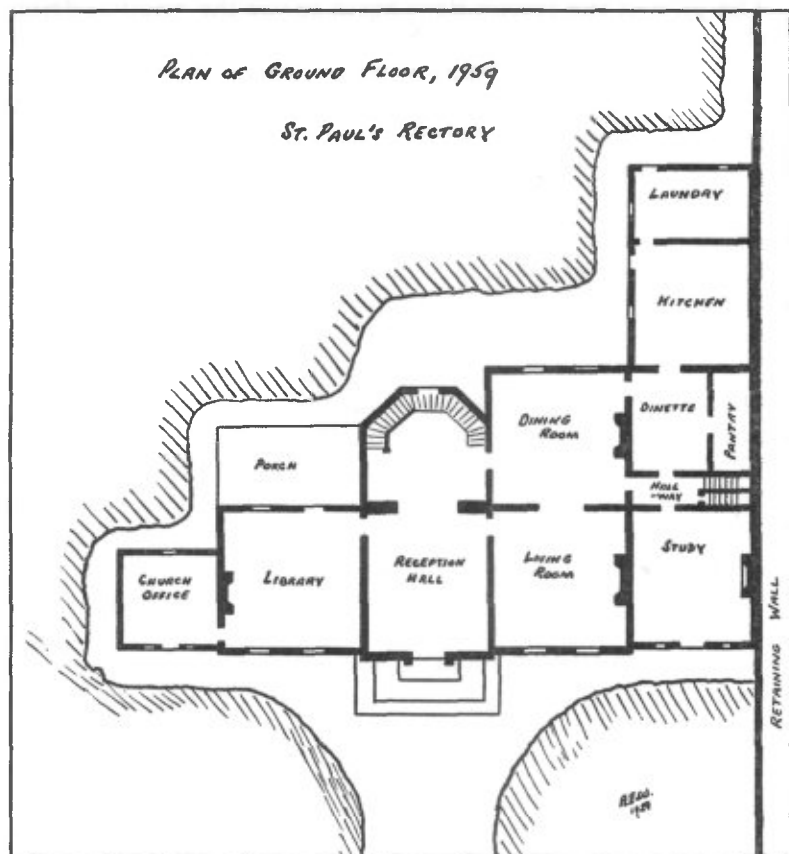 PLAN OF GROUND FLOOR, 1959
ST. PAUL'S RECTORY
LAUNDRY
KITCHEN
DINING
ROOM
DINETTE
PANTRY
PORCH
HALL
-WAY
CHURCH
OFFICE
LIBRARY
RECEPTION
HALL
LIVING
ROOM
STUDY
RETAINING WALL
1959